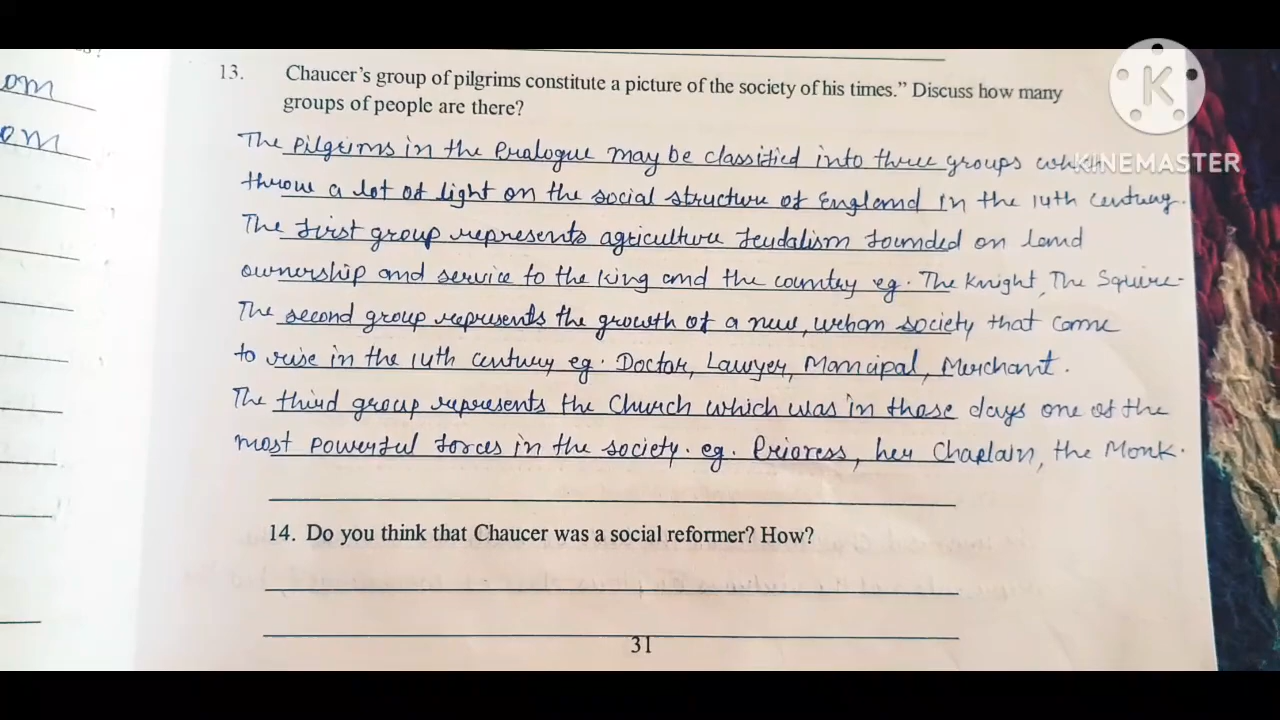 om
om
13. Chaucer's group of pilgrims constitute a picture of the society of his times." Discuss how many
groups of people are there?
The pilgrims in the Prologue may be classified into three groups which
throw a lot of light on the social structure of England in the 14th century.
The first group represents agriculture feudalism founded on land
ownership and service to the king and the country eg. The Knight, The Squire-
The second group represents the growth of a new, urban society that came
to rise in the 14th century eg. Doctor, Lawyer, Mancipal, Merchant.
The third group represents the Church which was in those days one of the
most powerful forces in the society. eg. Prioress, her Chaplain, the Monk.
14. Do you think that Chaucer was a social reformer? How?
31
K
KINEMASTER